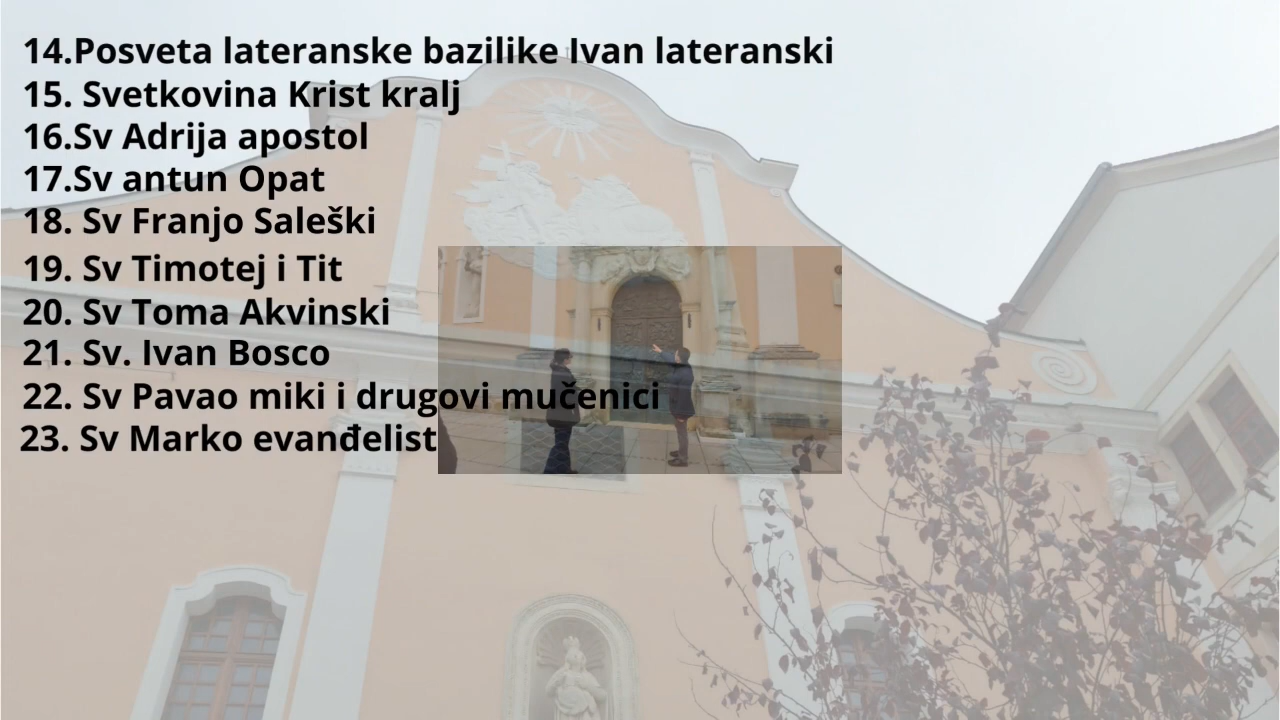 14.Posveta lateranske bazilike Ivan lateranski
15. Svetkovina Krist kralj
16.Sv Adrija apostol
17.Sv antun Opat
18. Sv Franjo Saleški
19. Sv Timotej i Tit
20. Sv Toma Akvinski
21. Sv. Ivan Bosco
22. Sv Pavao miki i drugovi mučenici
23. Sv Marko evanđelist